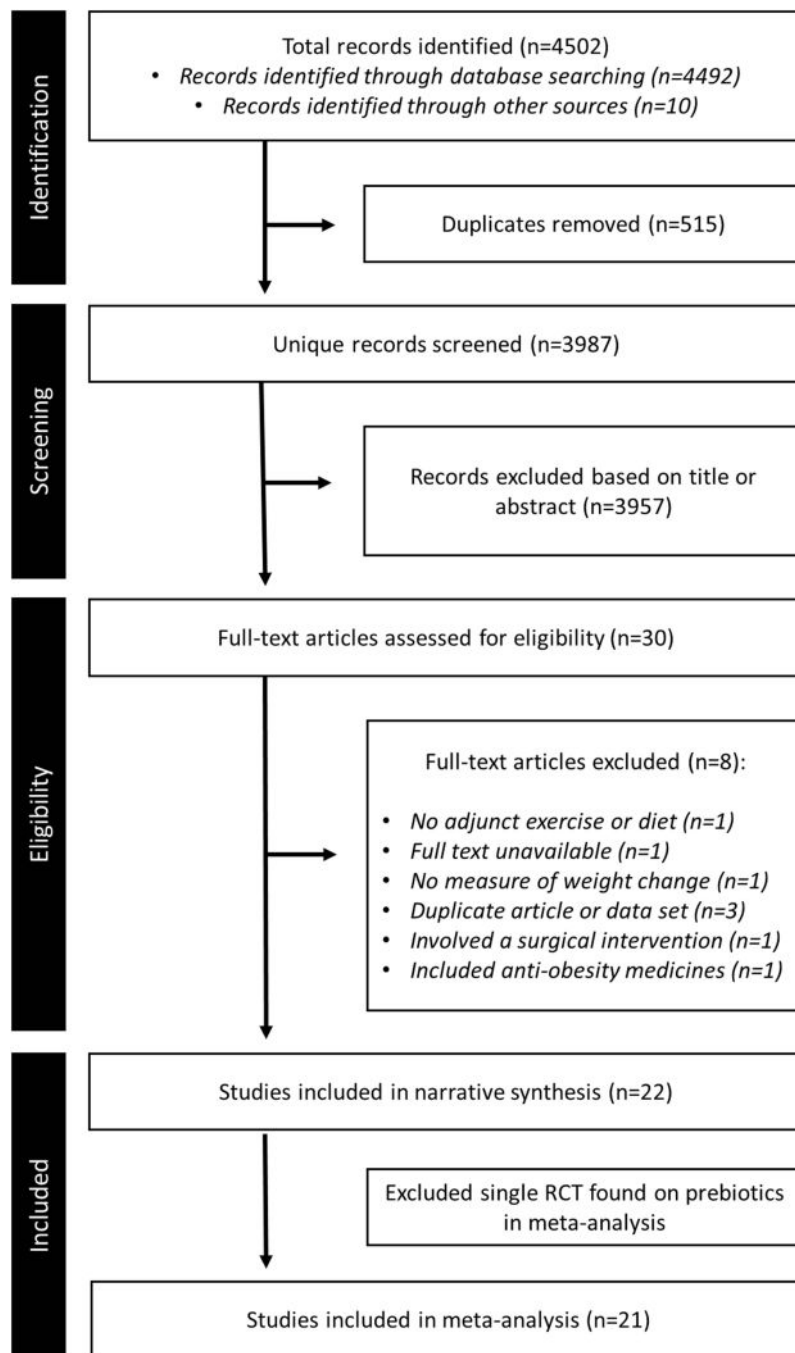 Identification
Total records identified (n=4502)
• Records identified through database searching (n=4492)
• Records identified through other sources (n=10)
Duplicates removed (n=515)
Screening
Unique records screened (n=3987)
Records excluded based on title or
abstract (n=3957)
Eligibility
Full-text articles assessed for eligibility (n=30)
Full-text articles excluded (n=8):
• No adjunct exercise or diet (n=1)
• Full text unavailable (n=1)
• No measure of weight change (n=1)
• Duplicate article or data set (n=3)
• Involved a surgical intervention (n=1)
• Included anti-obesity medicines (n=1)
Included
Studies included in narrative synthesis (n=22)
Excluded single RCT found on prebiotics
in meta-analysis
Studies included in meta-analysis (n=21)